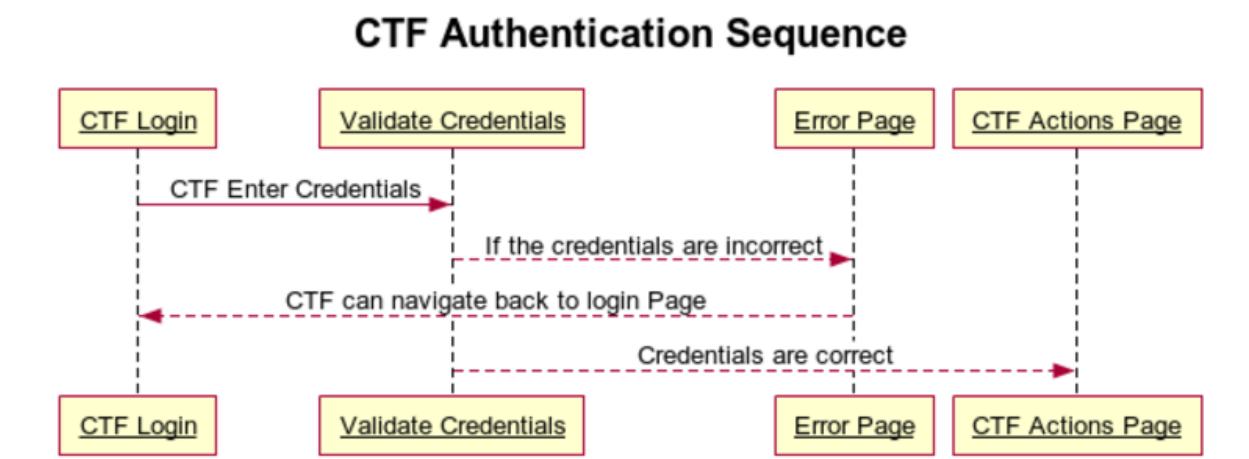 CTF Authentication Sequence
CTF Login
Validate Credentials
Error Page
CTF Actions Page
CTF Enter Credentials
If the credentials are incorrect
CTF can navigate back to login Page
Credentials are correct
CTF Login
Validate Credentials
Error Page
CTF Actions Page